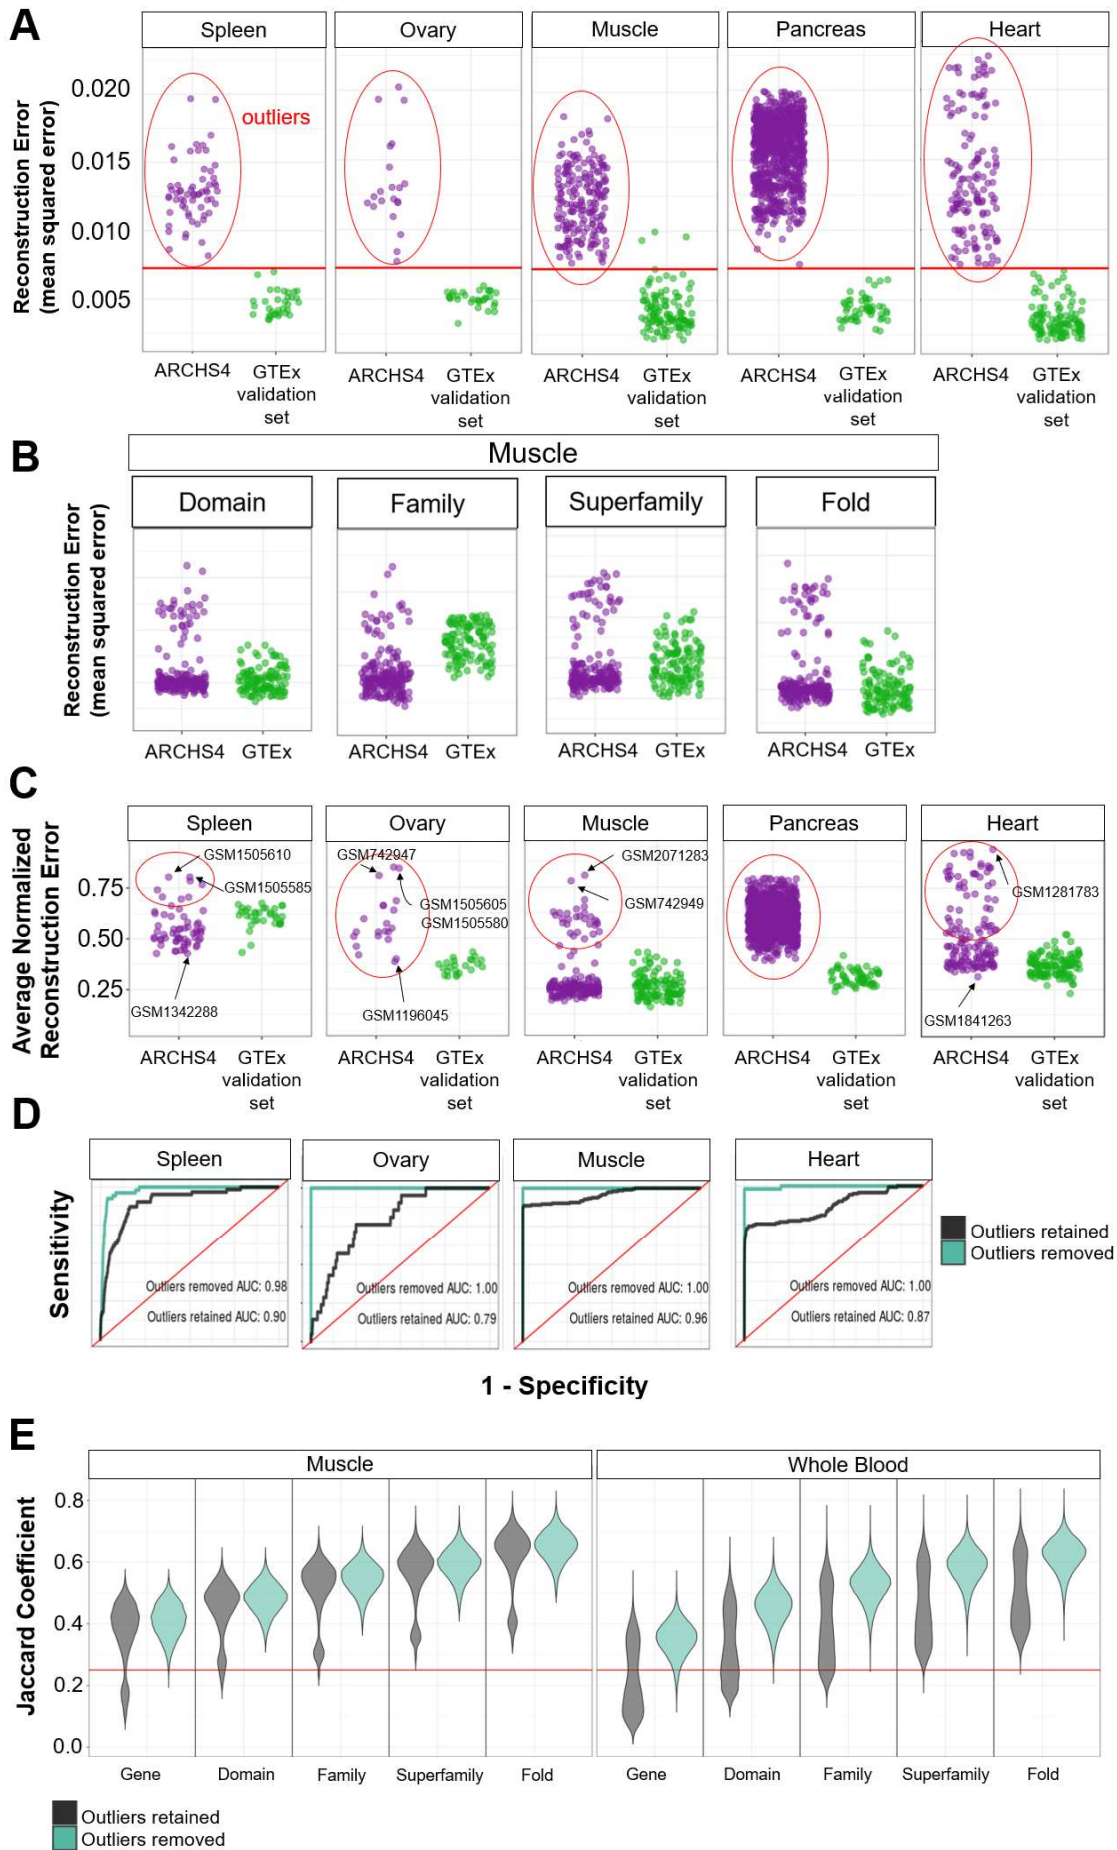 A
Spleen
Ovary
Muscle
Pancreas
Heart
Reconstruction Error
(mean squared error)
0.020
0.015
0.010
0.005
outliers
ARCHS4
GTEx
validation
set
ARCHS4
GTEx
validation
set
ARCHS4
GTEx
validation
set
ARCHS4
GTEx
validation
set
ARCHS4
GTEx
validation
set
B
Muscle
Domain
Family
Superfamily
Fold
Reconstruction Error
(mean squared error)
ARCHS4 GTEx
ARCHS4 GTEx
ARCHS4 GTEx
ARCHS4 GTEx
C
Spleen
Ovary
Muscle
Pancreas
Heart
Average Normalized
Reconstruction Error
0.75
0.50
0.25
GSM1505610
GSM1505585
GSM1342288
GSM742947
GSM1505605
GSM1505580
GSM1196045
GSM2071283
GSM742949
GSM1281783
GSM1841263
ARCHS4
GTEx
validation
set
ARCHS4
GTEx
validation
set
ARCHS4
GTEx
validation
set
ARCHS4
GTEx
validation
set
ARCHS4
GTEx
validation
set
D
Spleen
Ovary
Muscle
Heart
Sensitivity
Outliers removed AUC: 0.98
Outliers retained AUC: 0.90
Outliers removed AUC: 1.00
Outliers retained AUC: 0.79
Outliers removed AUC: 1.00
Outliers retained AUC: 0.96
Outliers removed AUC: 1.00
Outliers retained AUC: 0.87
Outliers retained
Outliers removed
1 - Specificity
E
Muscle
Whole Blood
Jaccard Coefficient
0.8
0.6
0.4
0.2
0.0
Gene
Domain
Family
Superfamily
Fold
Gene
Domain
Family
Superfamily
Fold
Outliers retained
Outliers removed